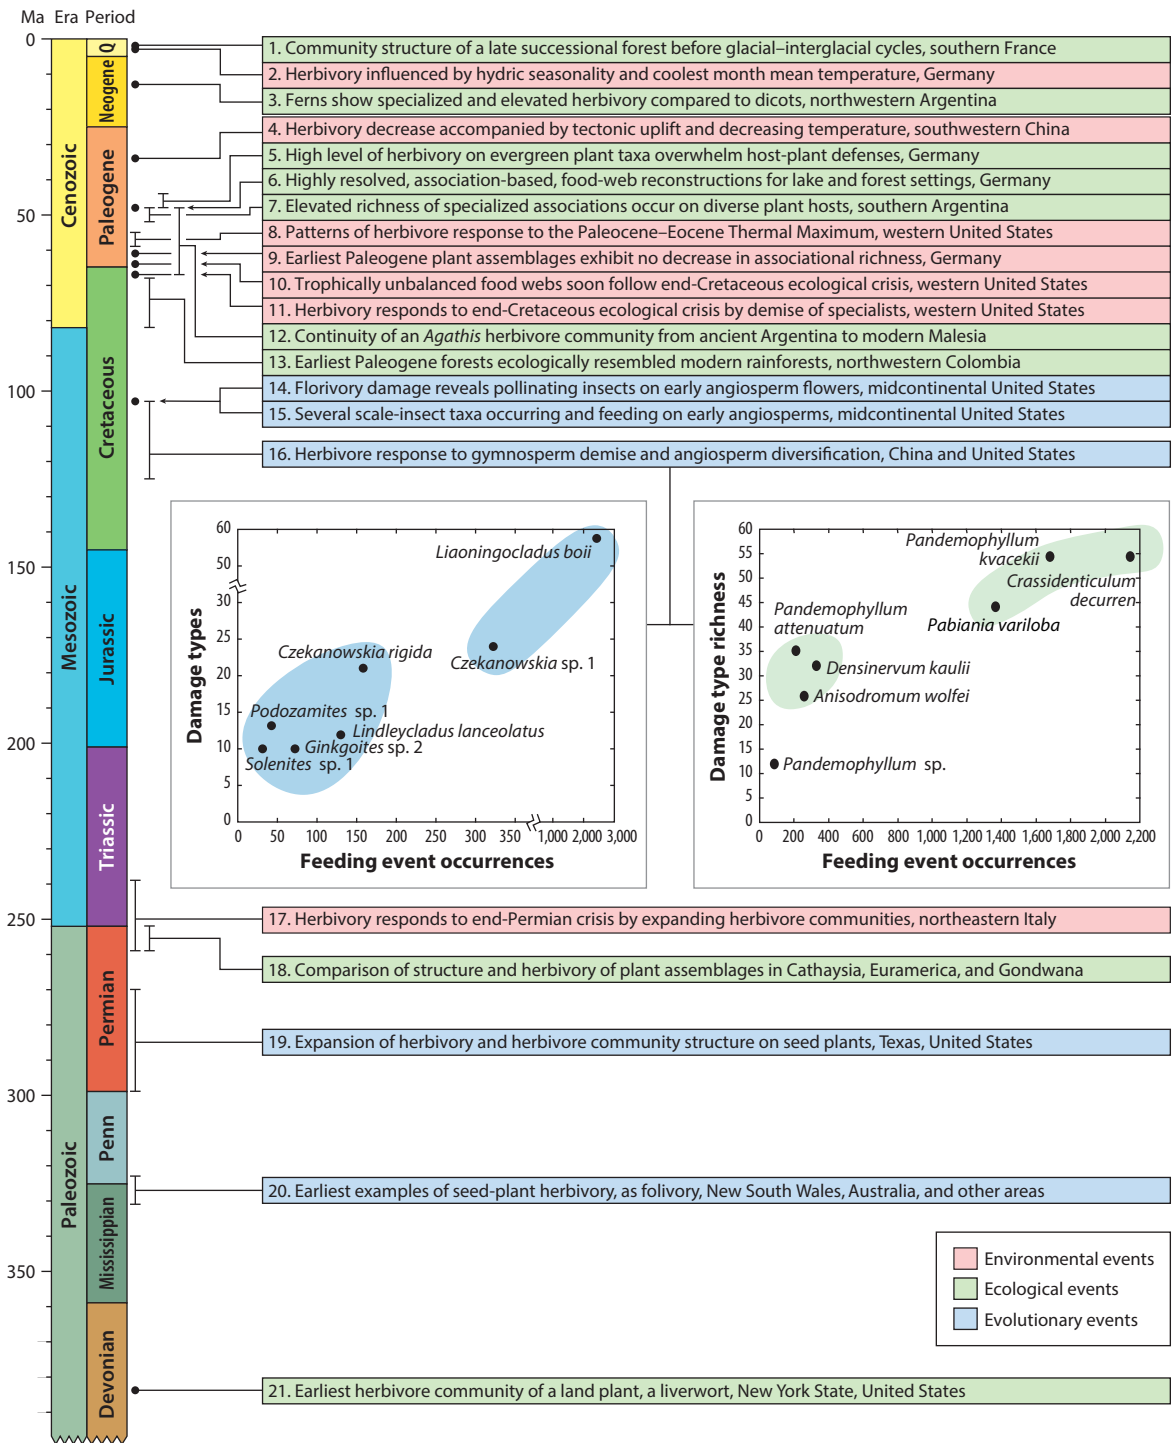 Ma Era Period
0
50
100
150
200
250
300
350
Cenozoic
Mesozoic
Paleozoic
Q
Neogene
Paleogene
Cretaceous
Jurassic
Triassic
Permian
Penn
Mississippian
Devonian
1. Community structure of a late successional forest before glacial–interglacial cycles, southern France
2. Herbivory influenced by hydric seasonality and coolest month mean temperature, Germany
3. Ferns show specialized and elevated herbivory compared to dicots, northwestern Argentina
4. Herbivory decrease accompanied by tectonic uplift and decreasing temperature, southwestern China
5. High level of herbivory on evergreen plant taxa overwhelm host-plant defenses, Germany
6. Highly resolved, association-based, food-web reconstructions for lake and forest settings, Germany
7. Elevated richness of specialized associations occur on diverse plant hosts, southern Argentina
8. Patterns of herbivore response to the Paleocene–Eocene Thermal Maximum, western United States
9. Earliest Paleogene plant assemblages exhibit no decrease in associational richness, Germany
10. Trophically unbalanced food webs soon follow end-Cretaceous ecological crisis, western United States
11. Herbivory responds to end-Cretaceous ecological crisis by demise of specialists, western United States
12. Continuity of an Agathis herbivore community from ancient Argentina to modern Malesia
13. Earliest Paleogene forests ecologically resembled modern rainforests, northwestern Colombia
14. Florivory damage reveals pollinating insects on early angiosperm flowers, midcontinental United States
15. Several scale-insect taxa occurring and feeding on early angiosperms, midcontinental United States
16. Herbivore response to gymnosperm demise and angiosperm diversification, China and United States
Damage types
60
50
30
25
20
15
10
5
0
Liaoningocladus boii
Czekanowskia rigida
Czekanowskia sp. 1
Podozamites sp. 1
Lindleycladus lanceolatus
Ginkgoites sp. 2
Solenites sp. 1
0 50 100 150 200 250 300 350 1,000 2,000 3,000
Feeding event occurrences
Damage type richness
60
55
50
45
40
35
30
25
20
15
10
5
0
Pandemophyllum
kvacekii
Crassidenticulum
decurren
Pandemophyllum
attenuatum
Pabiania variloba
Densinervum kaulii
Anisodromum wolfei
Pandemophyllum sp.
0 200 400 600 800 1,000 1,200 1,400 1,600 1,800 2,000 2,200
Feeding event occurrences
17. Herbivory responds to end-Permian crisis by expanding herbivore communities, northeastern Italy
18. Comparison of structure and herbivory of plant assemblages in Cathaysia, Euramerica, and Gondwana
19. Expansion of herbivory and herbivore community structure on seed plants, Texas, United States
20. Earliest examples of seed-plant herbivory, as folivory, New South Wales, Australia, and other areas
Environmental events
Ecological events
Evolutionary events
21. Earliest herbivore community of a land plant, a liverwort, New York State, United States